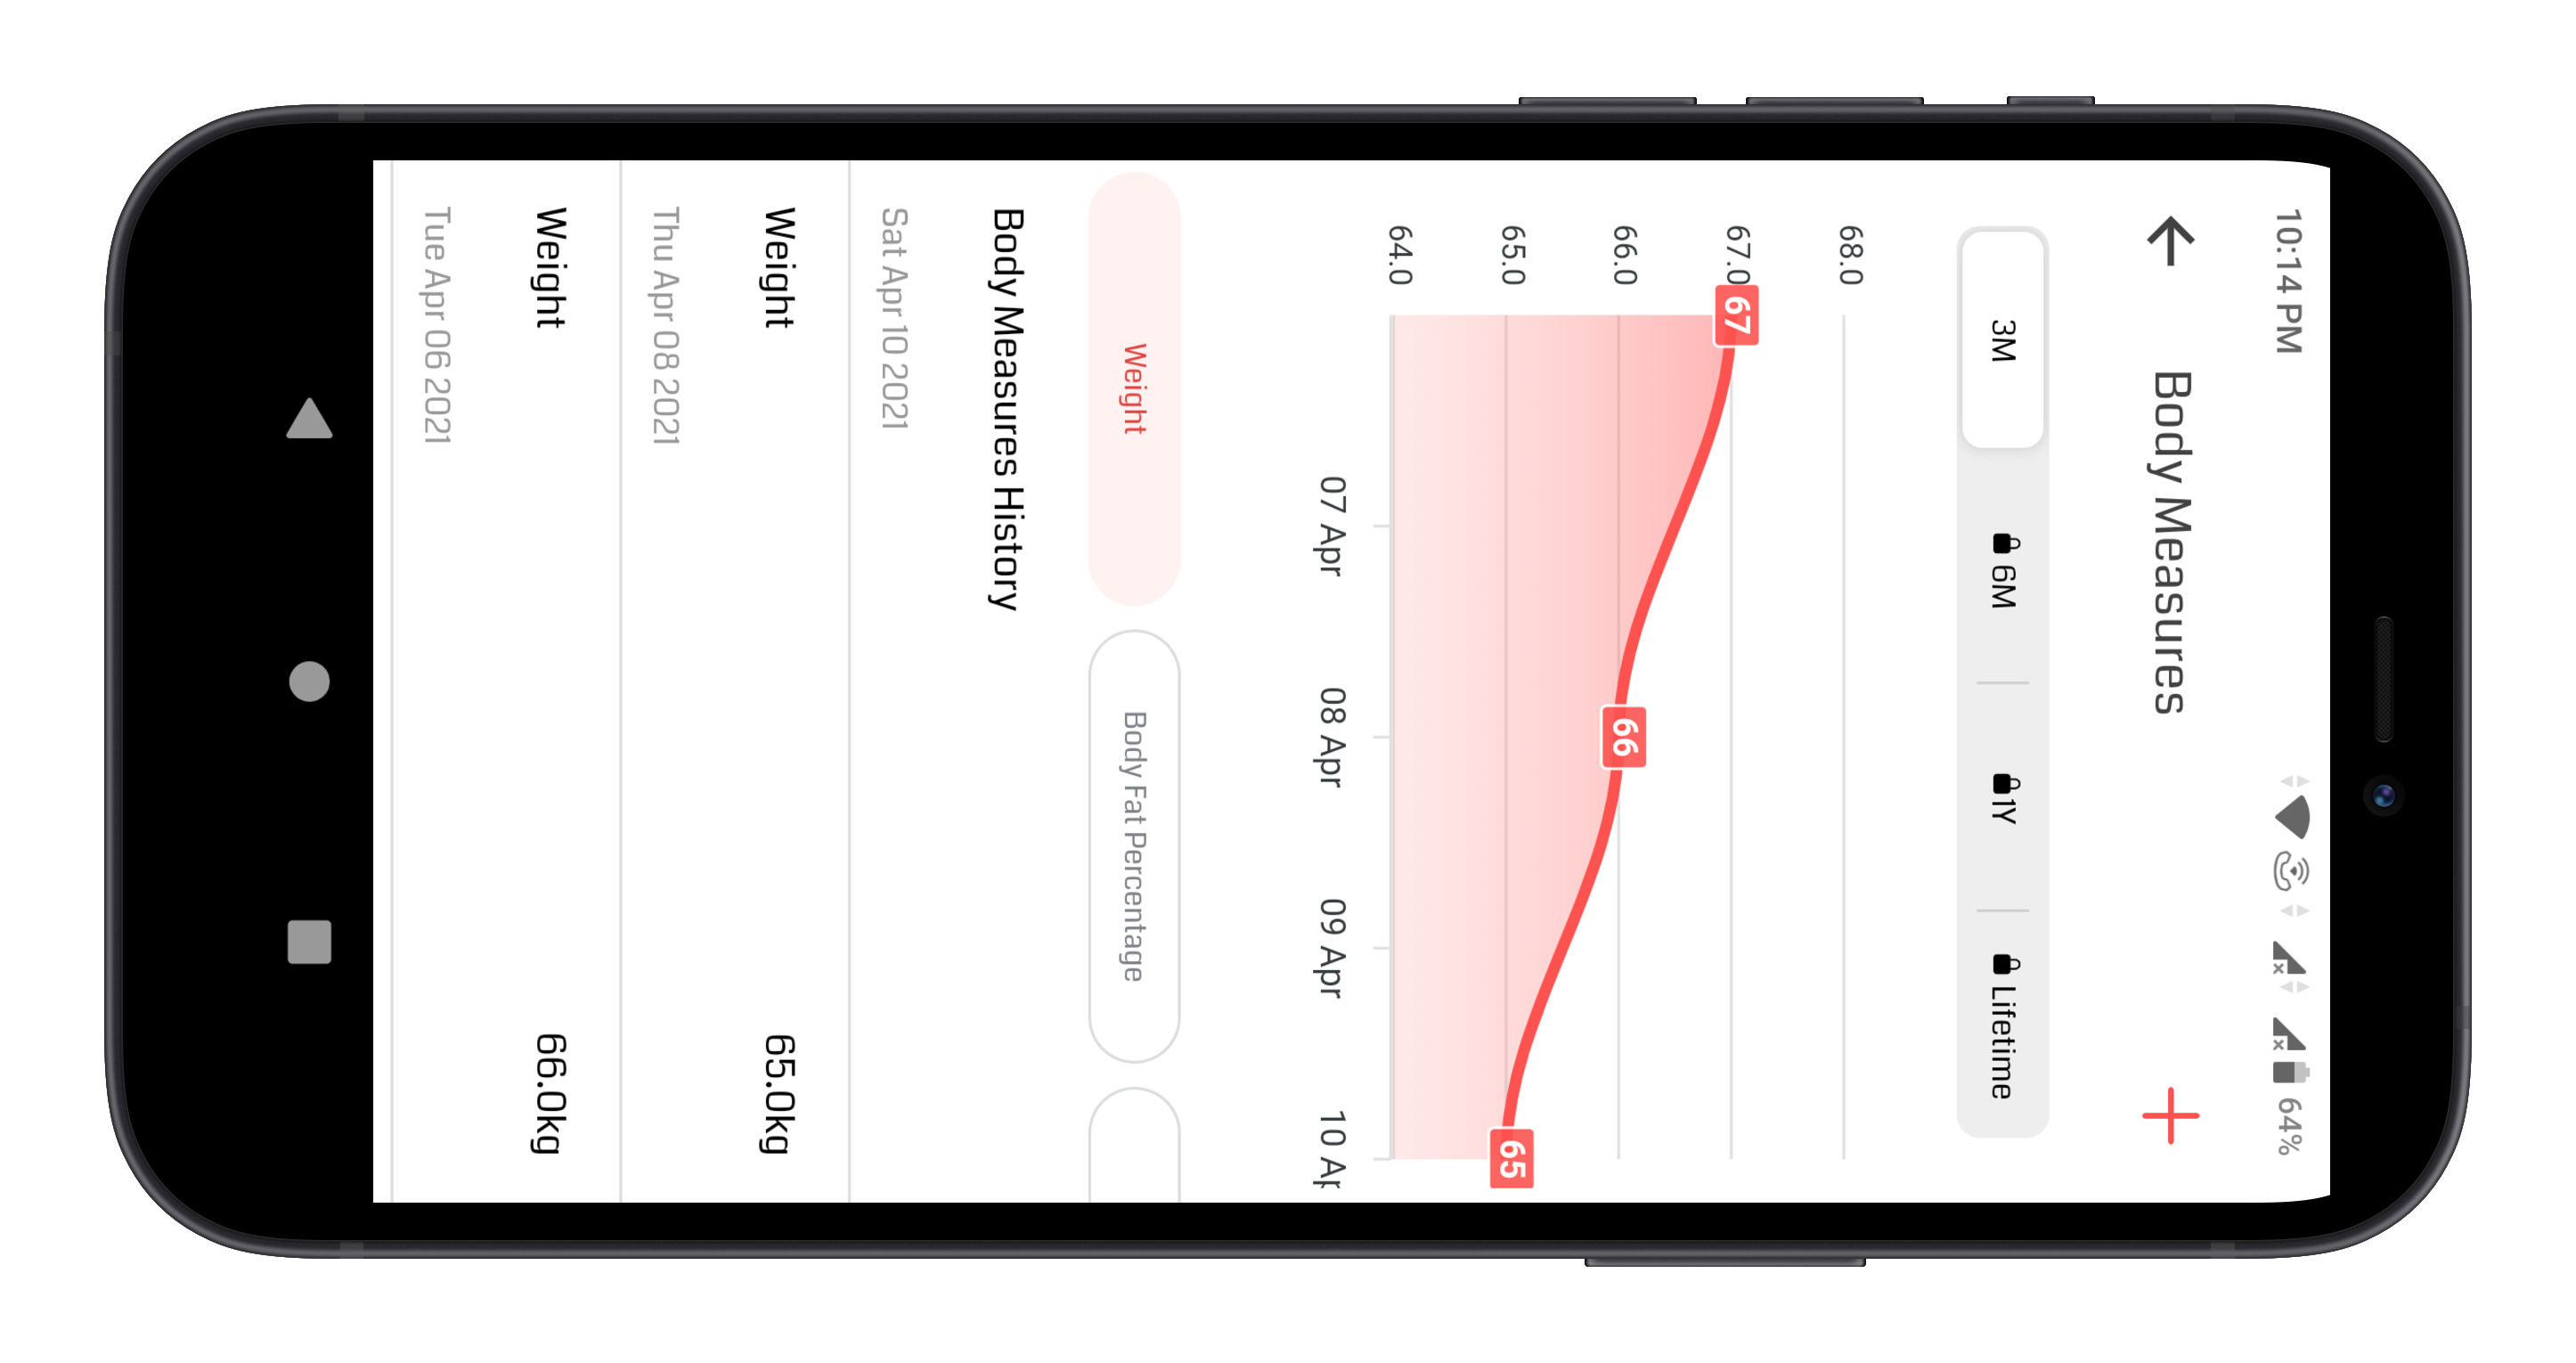 10:14 PM 64%
Body Measures
3M 6M 1Y Lifetime
68.0
67.0
66.0
65.0
64.0
67
66
65
07 Apr 08 Apr 09 Apr 10 Ap
Weight Body Fat Percentage
Body Measures History
Sat Apr 10 2021
Weight 65.0kg
Thu Apr 08 2021
Weight 66.0kg
Tue Apr 06 2021